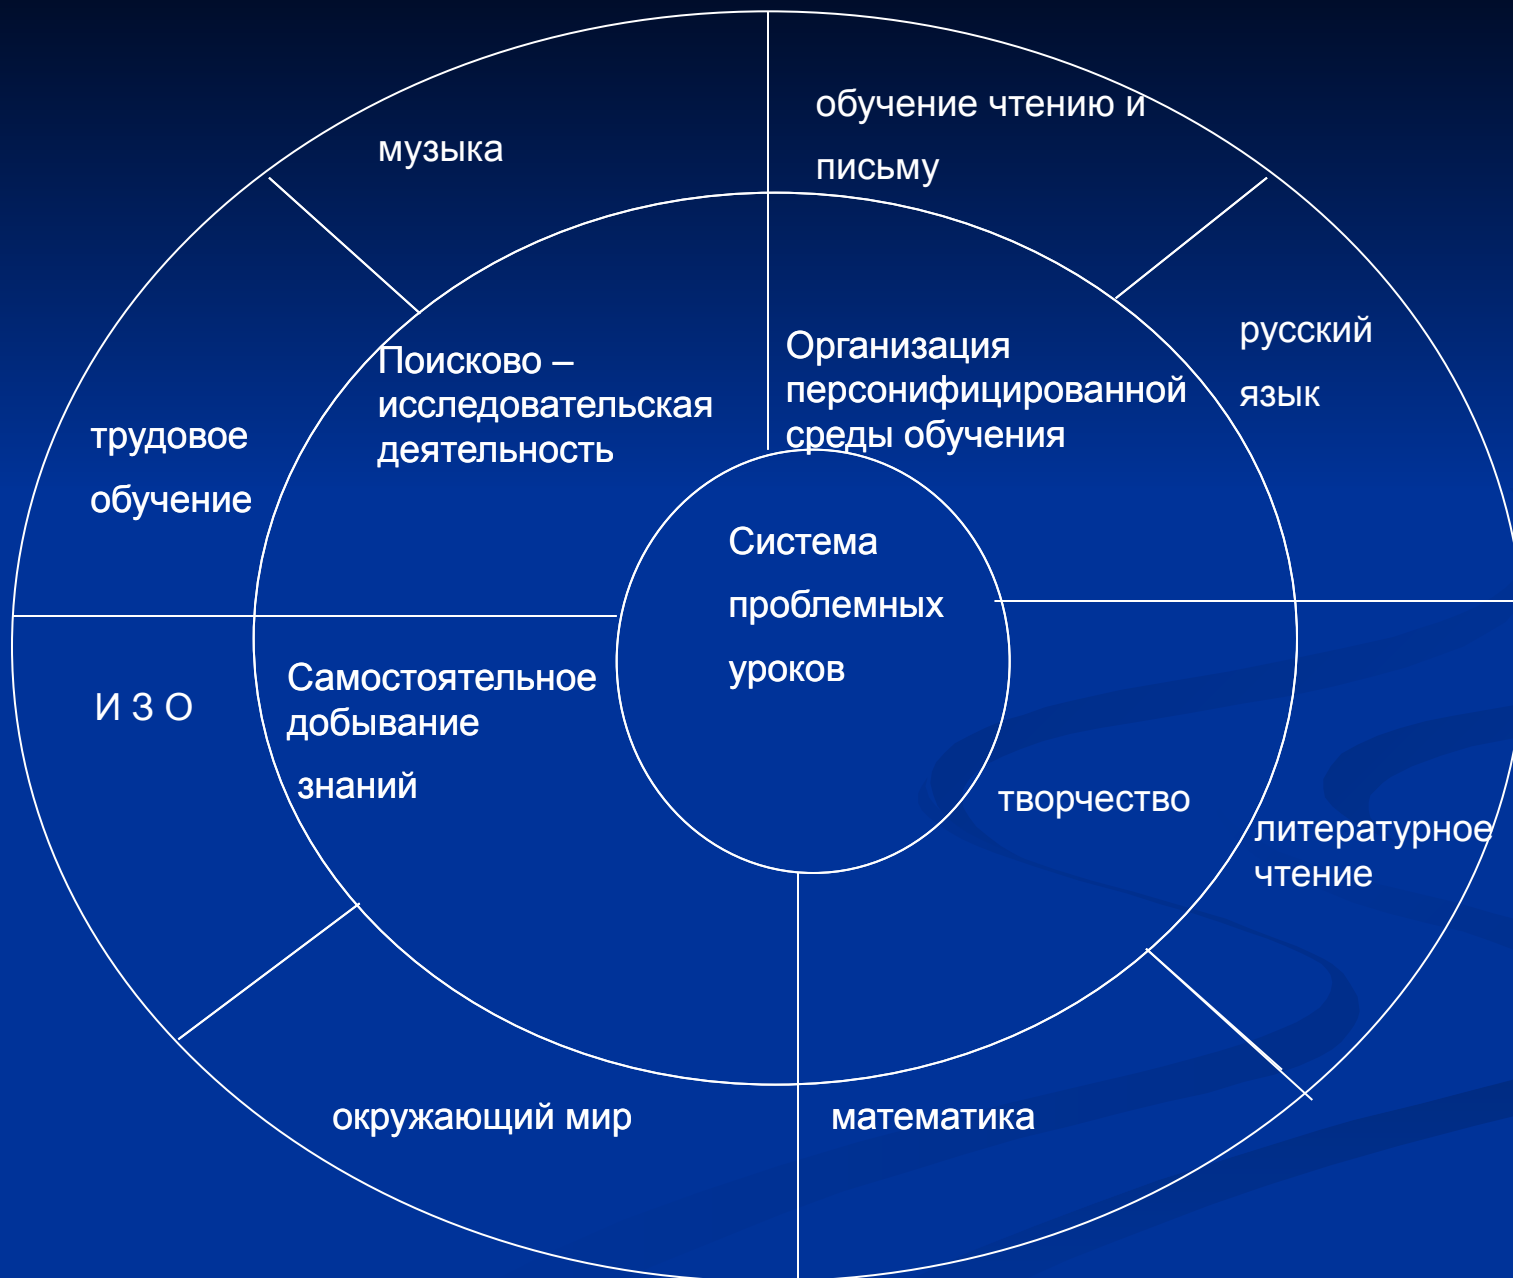 музыка
обучение чтению и
письму
русский
язык
Поисково –
исследовательская
деятельность
Организация
персонифицированной
среды обучения
трудовое
обучение
Система
проблемных
уроков
И З О
Самостоятельное
добывание
знаний
творчество
литературное
чтение
окружающий мир
математика